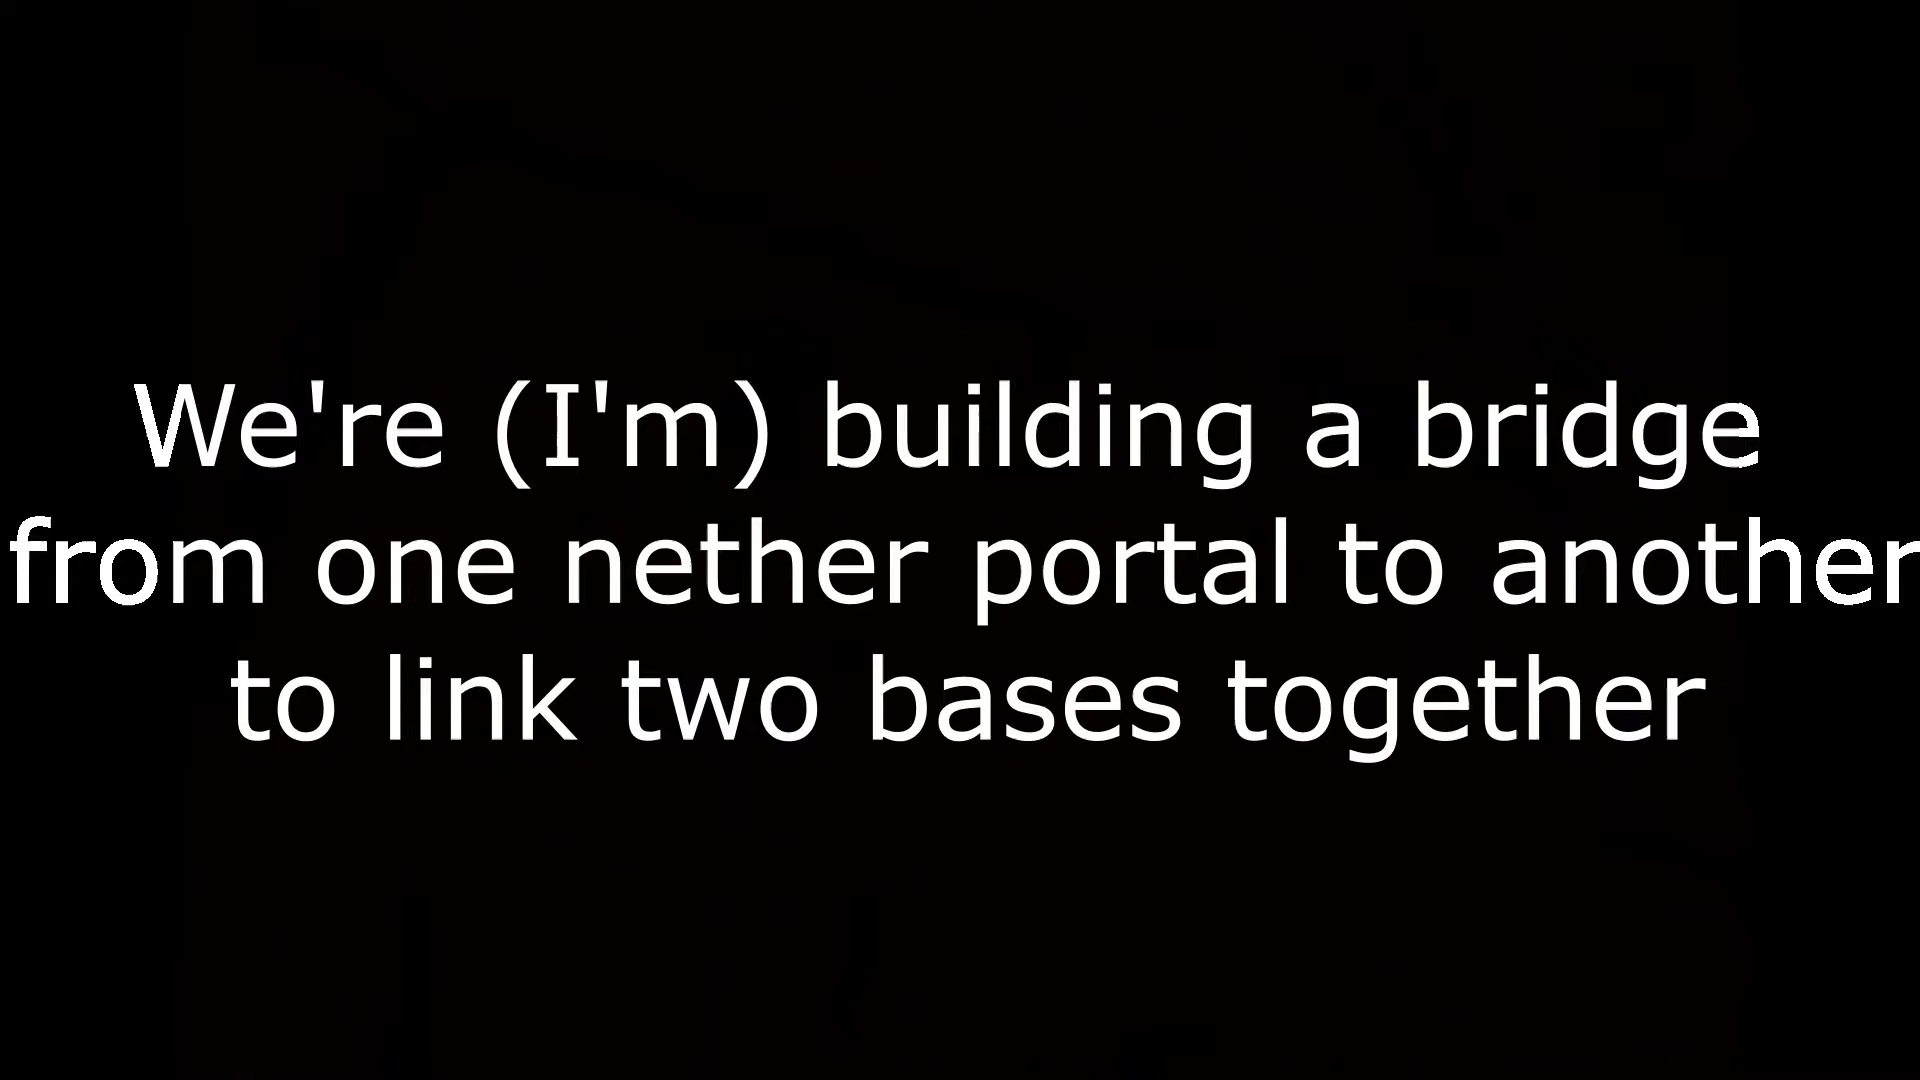 We're (I'm) building a bridge
from one nether portal to another
to link two bases together